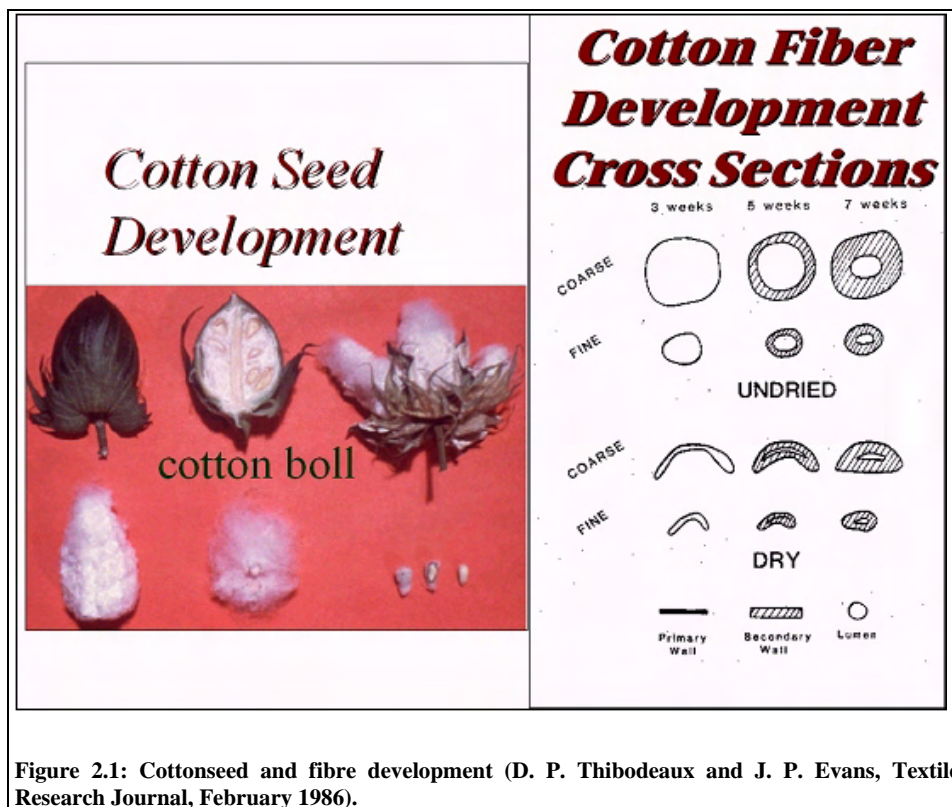 Cotton Seed
Development
cotton boll
Cotton Fiber
Development
Cross Sections
3 weeks 5 weeks 7 weeks
COARSE
FINE
UNDRIED
COARSE
FINE
DRY
Primary
Wall
Secondary
Wall
Lumen
Figure 2.1: Cottonseed and fibre development (D. P. Thibodeaux and J. P. Evans, Textile
Research Journal, February 1986).